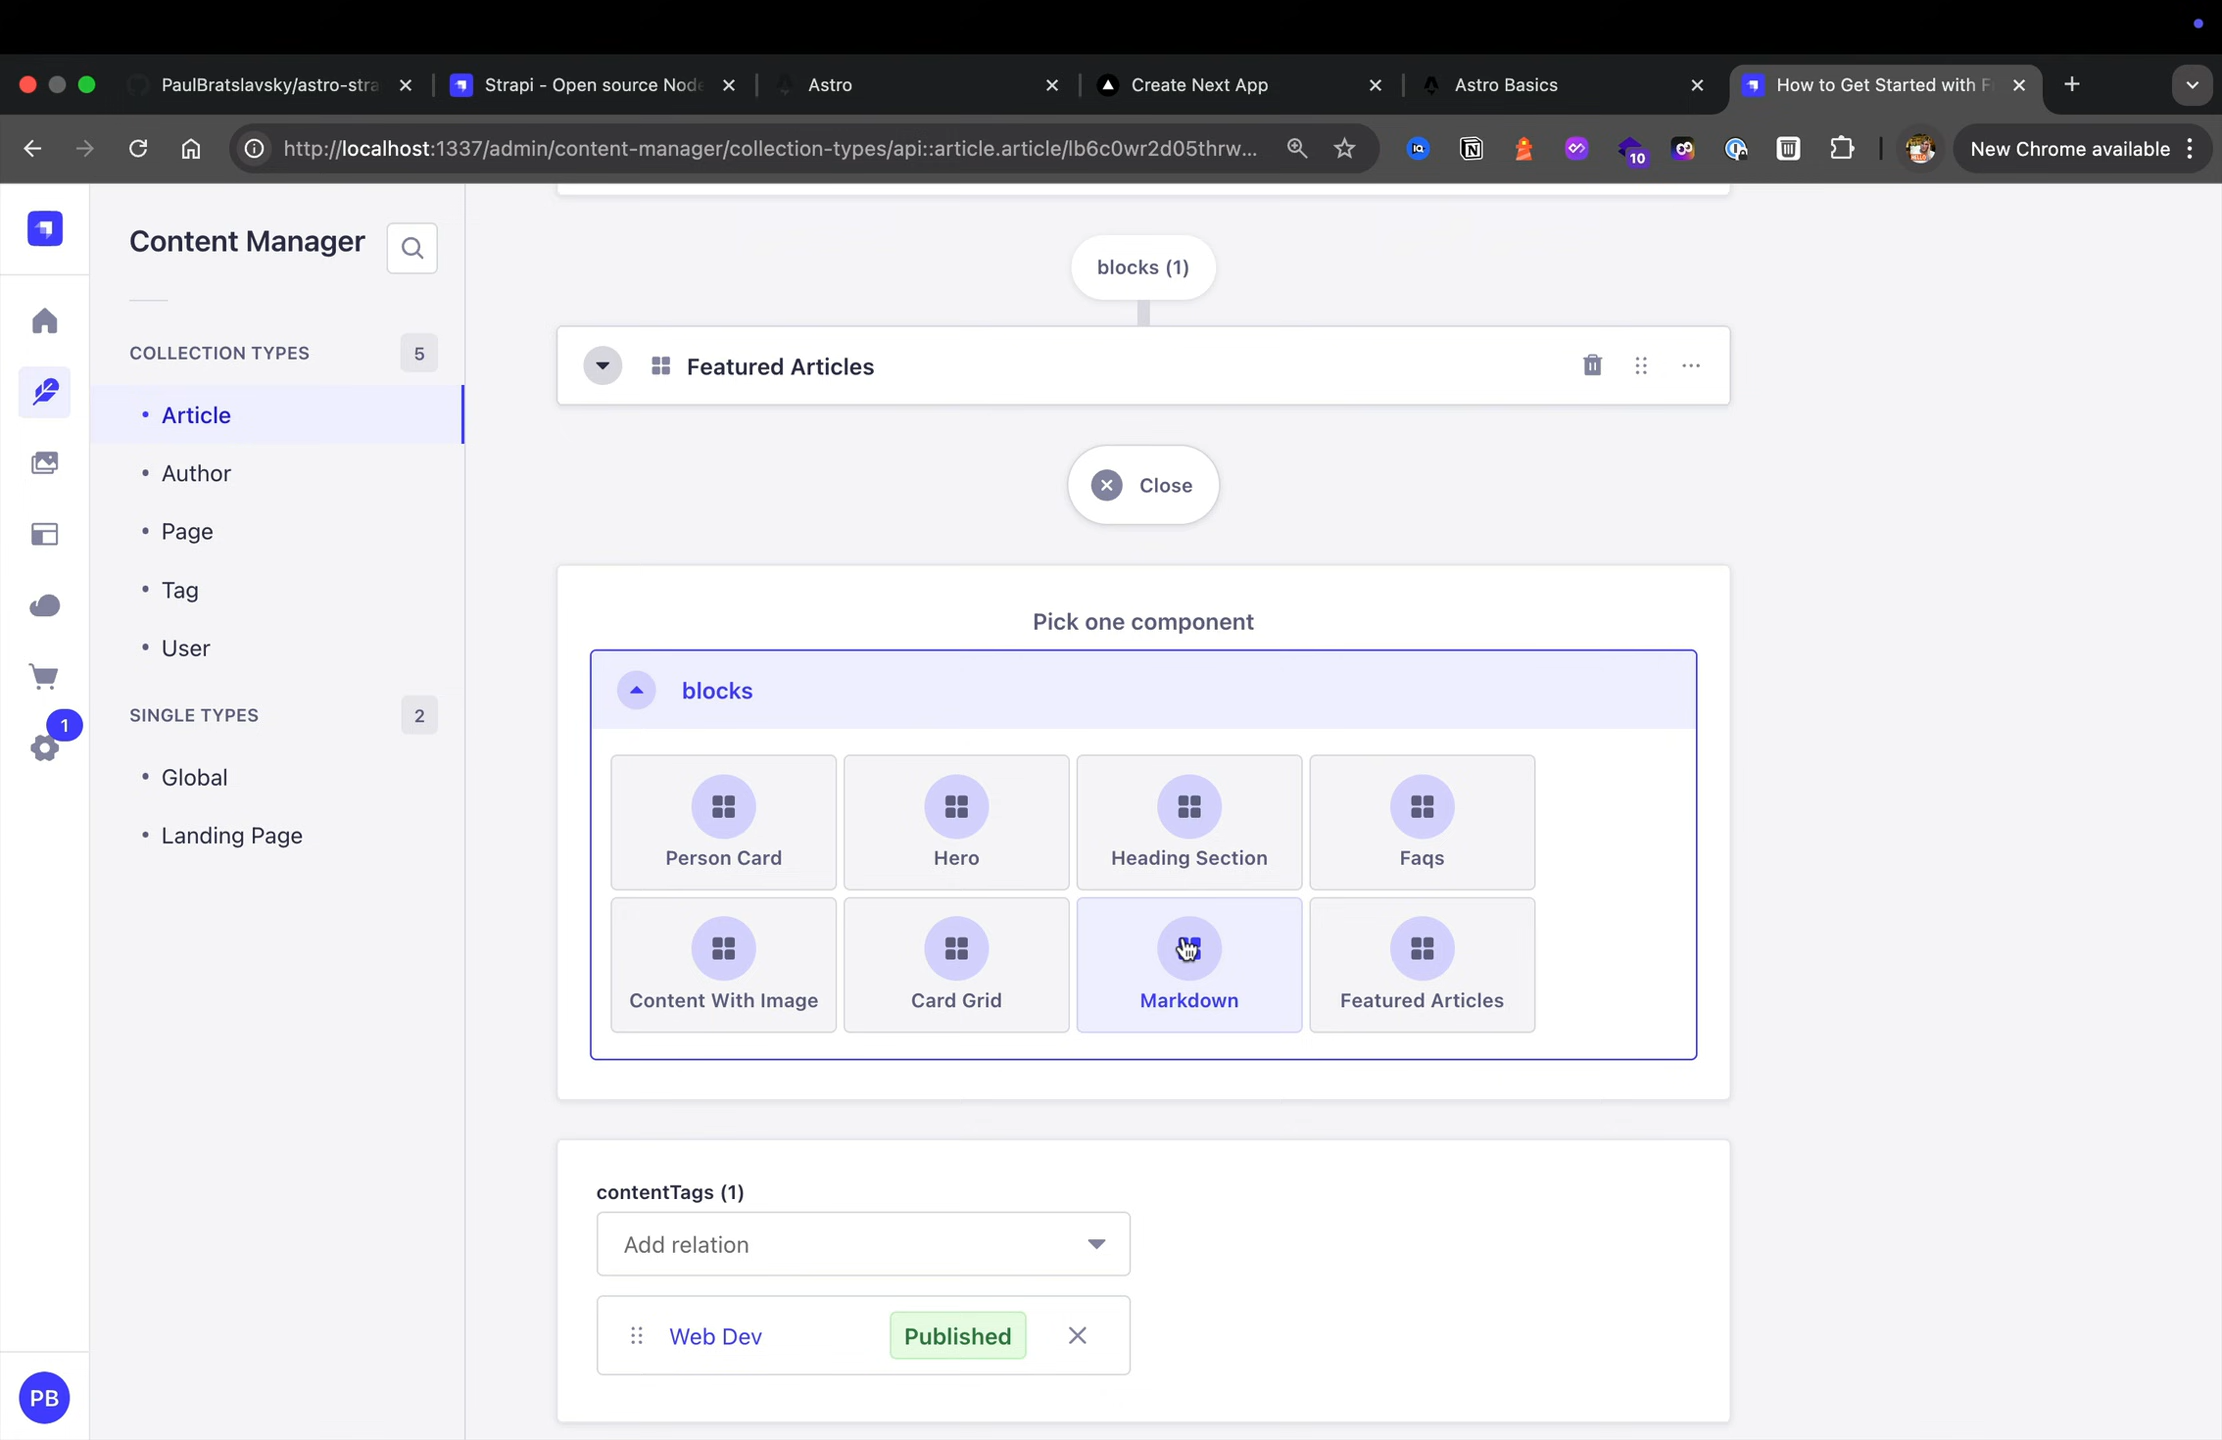 PaulBratslavsky/astro-stra
Strapi - Open source Node
Astro
Create Next App
Astro Basics
How to Get Started with F
http://localhost:1337/admin/content-manager/collection-types/api::article.article/lb6c0wr2d05thrw...
10
New Chrome available
Content Manager
COLLECTION TYPES
5
Article
Author
Page
Tag
User
SINGLE TYPES
2
Global
Landing Page
1
PB
blocks (1)
Featured Articles
Close
Pick one component
blocks
Person Card
Hero
Heading Section
Faqs
Content With Image
Card Grid
Markdown
Featured Articles
contentTags (1)
Add relation
Web Dev
Published